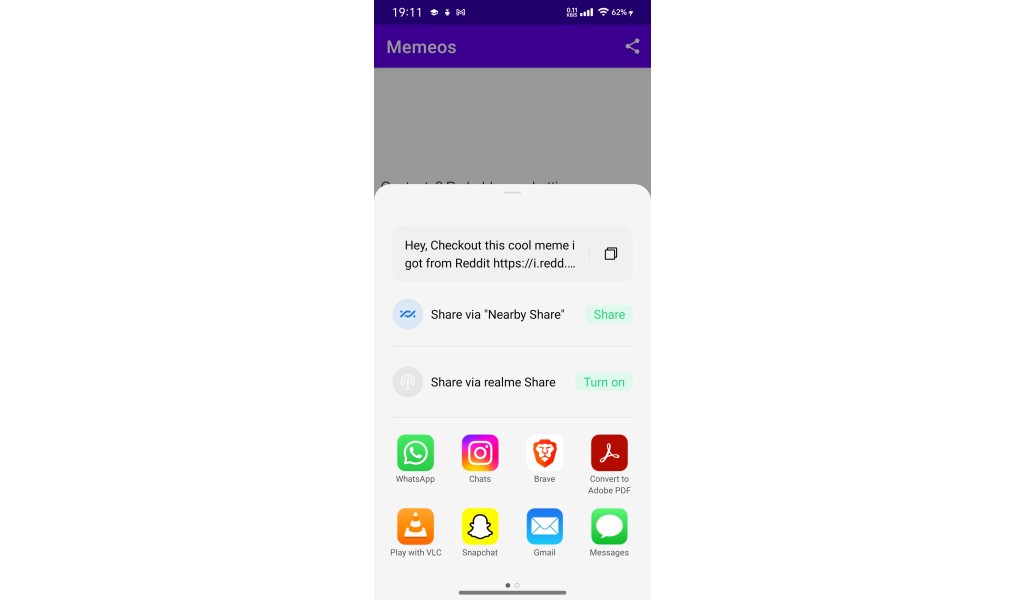 19:11
0.11
KB/S
62%
Memeos
Hey, Checkout this cool meme i
got from Reddit https://i.redd....
Share via "Nearby Share"
Share
Share via realme Share
Turn on
WhatsApp
Chats
Brave
Convert to
Adobe PDF
Play with VLC
Snapchat
Gmail
Messages